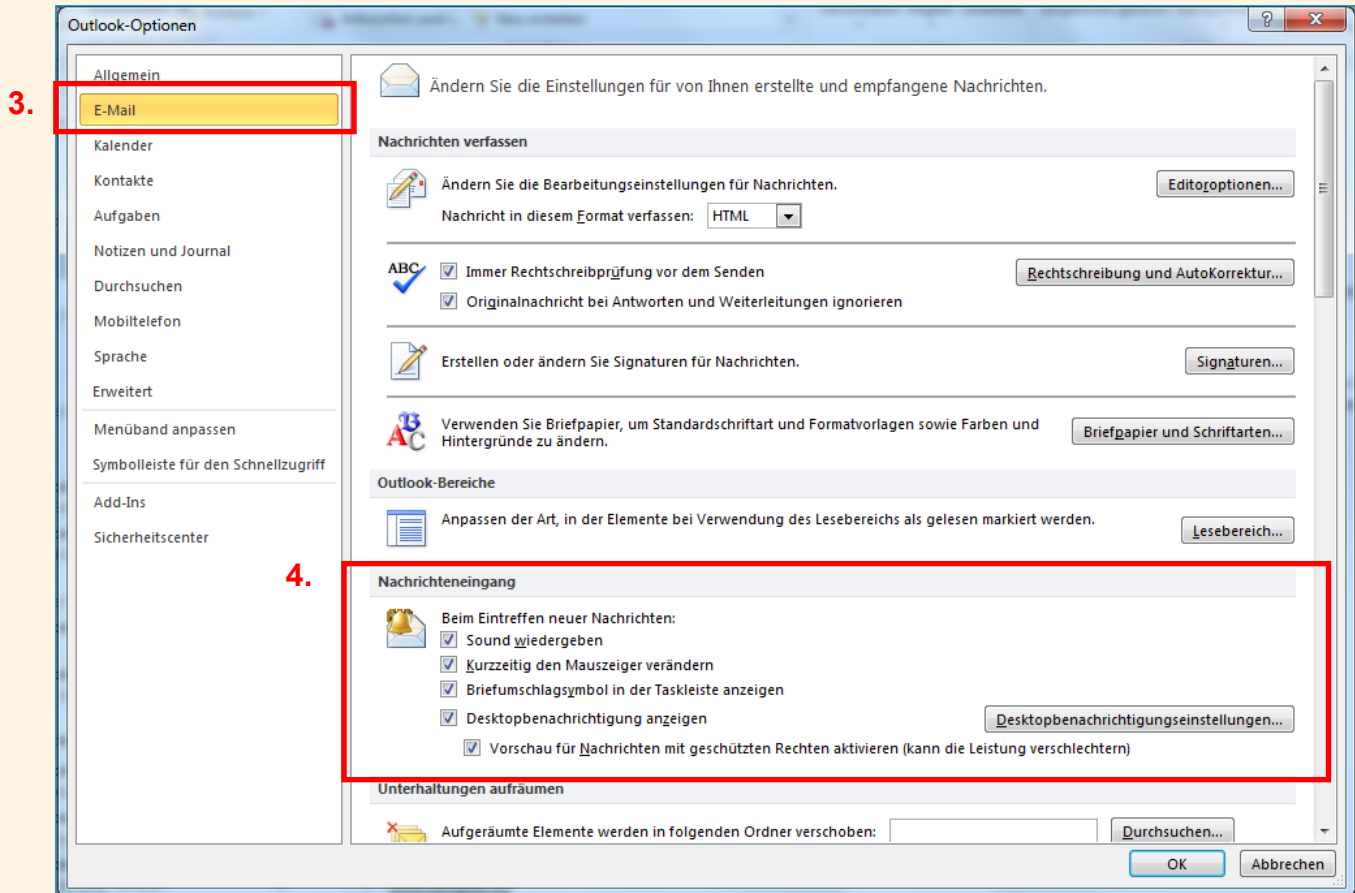 Outlook-Optionen
3.
Allgemein
E-Mail
Kalender
Kontakte
Aufgaben
Notizen und Journal
Durchsuchen
Mobiltelefon
Sprache
Erweitert
Menüband anpassen
Symbolleiste für den Schnellzugriff
Add-Ins
Sicherheitscenter
Ändern Sie die Einstellungen für von Ihnen erstellte und empfangene Nachrichten.
Nachrichten verfassen
Ändern Sie die Bearbeitungseinstellungen für Nachrichten.
Editoroptionen...
Nachricht in diesem Format verfassen: HTML
ABC
Immer Rechtschreibprüfung vor dem Senden
Rechtschreibung und AutoKorrektur...
Originalnachricht bei Antworten und Weiterleitungen ignorieren
Erstellen oder ändern Sie Signaturen für Nachrichten.
Signaturen...
Verwenden Sie Briefpapier, um Standardschriftart und Formatvorlagen sowie Farben und
Hintergründe zu ändern.
Briefpapier und Schriftarten...
Outlook-Bereiche
Anpassen der Art, in der Elemente bei Verwendung des Lesebereichs als gelesen markiert werden.
Lesebereich...
4.
Nachrichteneingang
Beim Eintreffen neuer Nachrichten:
Sound wiedergeben
Kurzzeitig den Mauszeiger verändern
Briefumschlagsymbol in der Taskleiste anzeigen
Desktopbenachrichtigung anzeigen
Desktopbenachrichtigungseinstellungen...
Vorschau für Nachrichten mit geschützten Rechten aktivieren (kann die Leistung verschlechtern)
Unterhaltungen aufräumen
Aufgeräumte Elemente werden in folgenden Ordner verschoben:
Durchsuchen...
OK
Abbrechen